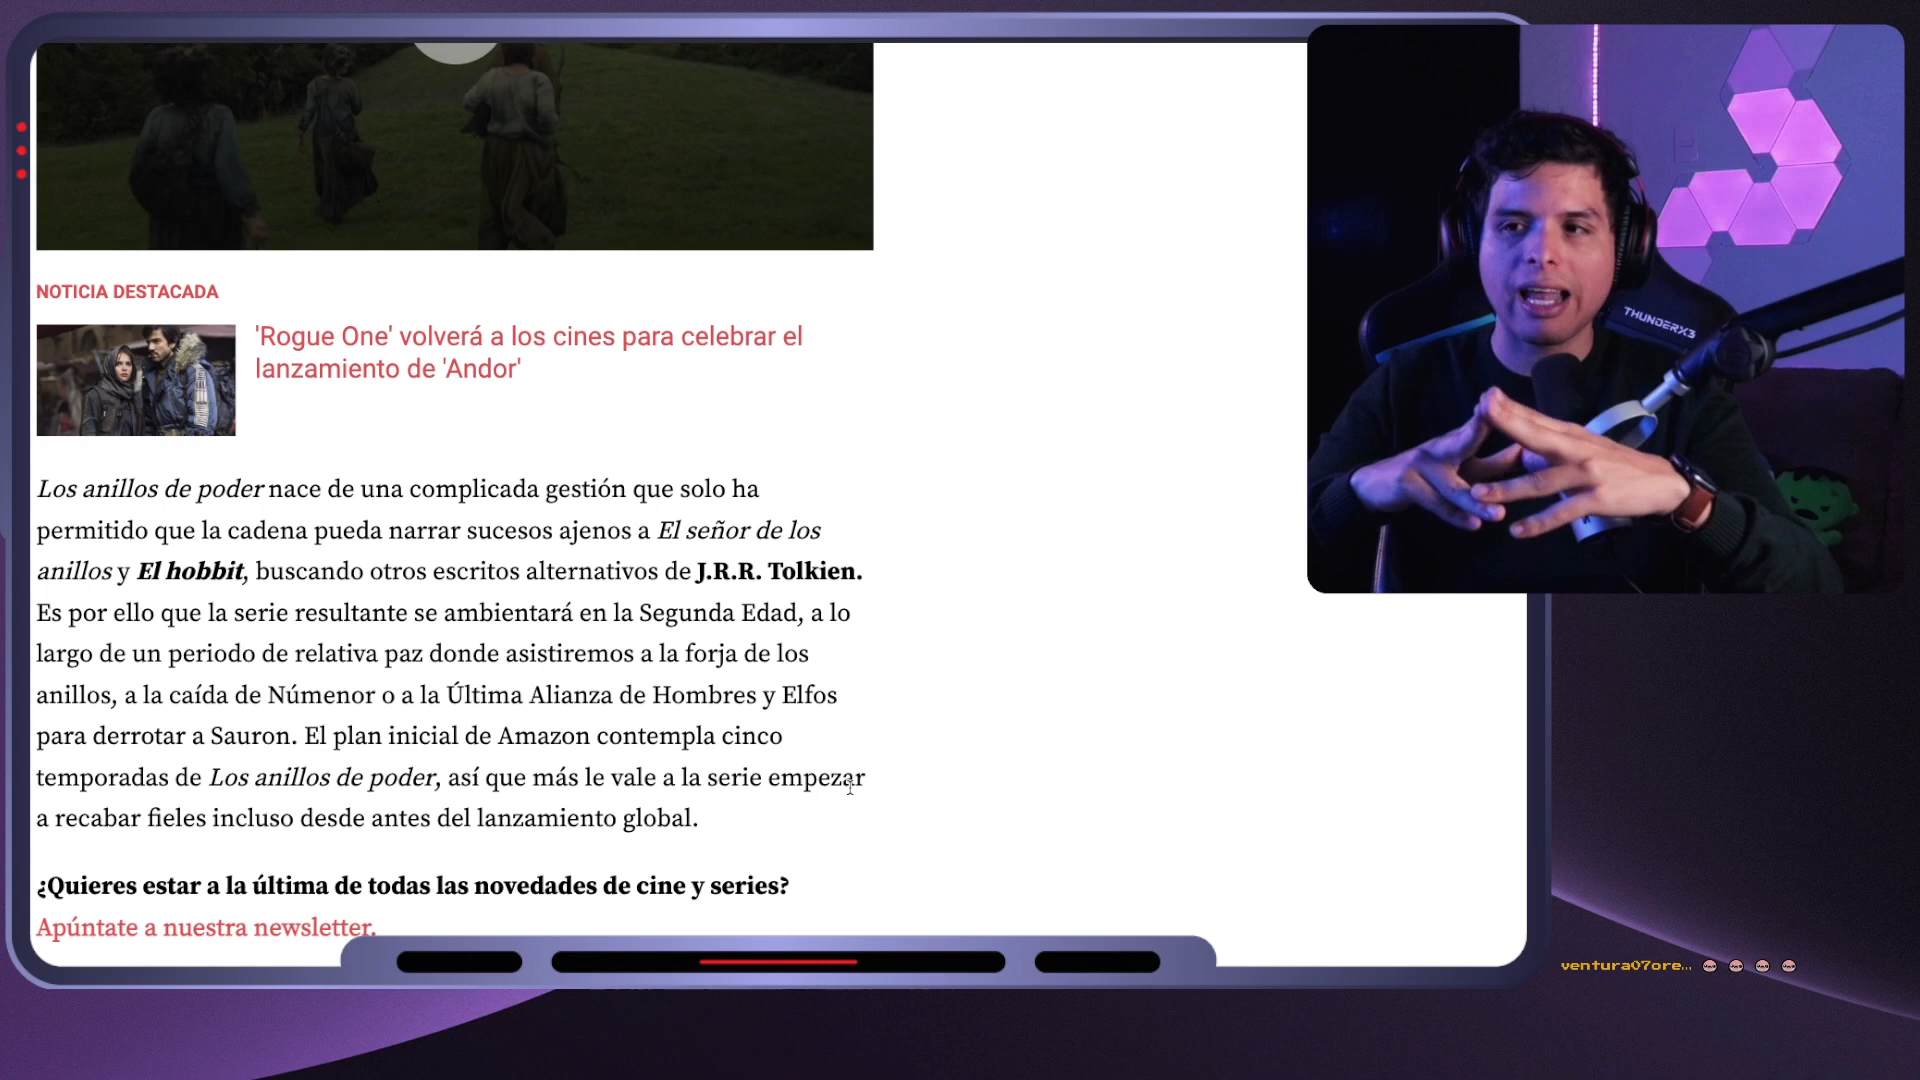 NOTICIA DESTACADA
'Rogue One' volverá a los cines para celebrar el
lanzamiento de 'Andor'
Los anillos de poder nace de una complicada gestión que solo ha
permitido que la cadena pueda narrar sucesos ajenos a El señor de los
anillos y El hobbit, buscando otros escritos alternativos de J.R.R. Tolkien.
Es por ello que la serie resultante se ambientará en la Segunda Edad, a lo
largo de un periodo de relativa paz donde asistiremos a la forja de los
anillos, a la caída de Númenor o a la Última Alianza de Hombres y Elfos
para derrotar a Sauron. El plan inicial de Amazon contempla cinco
temporadas de Los anillos de poder, así que más le vale a la serie empezar
a recabar fieles incluso desde antes del lanzamiento global.
¿Quieres estar a la última de todas las novedades de cine y series?
Apúntate a nuestra newsletter.
THUNDERX3
ventura07ore...